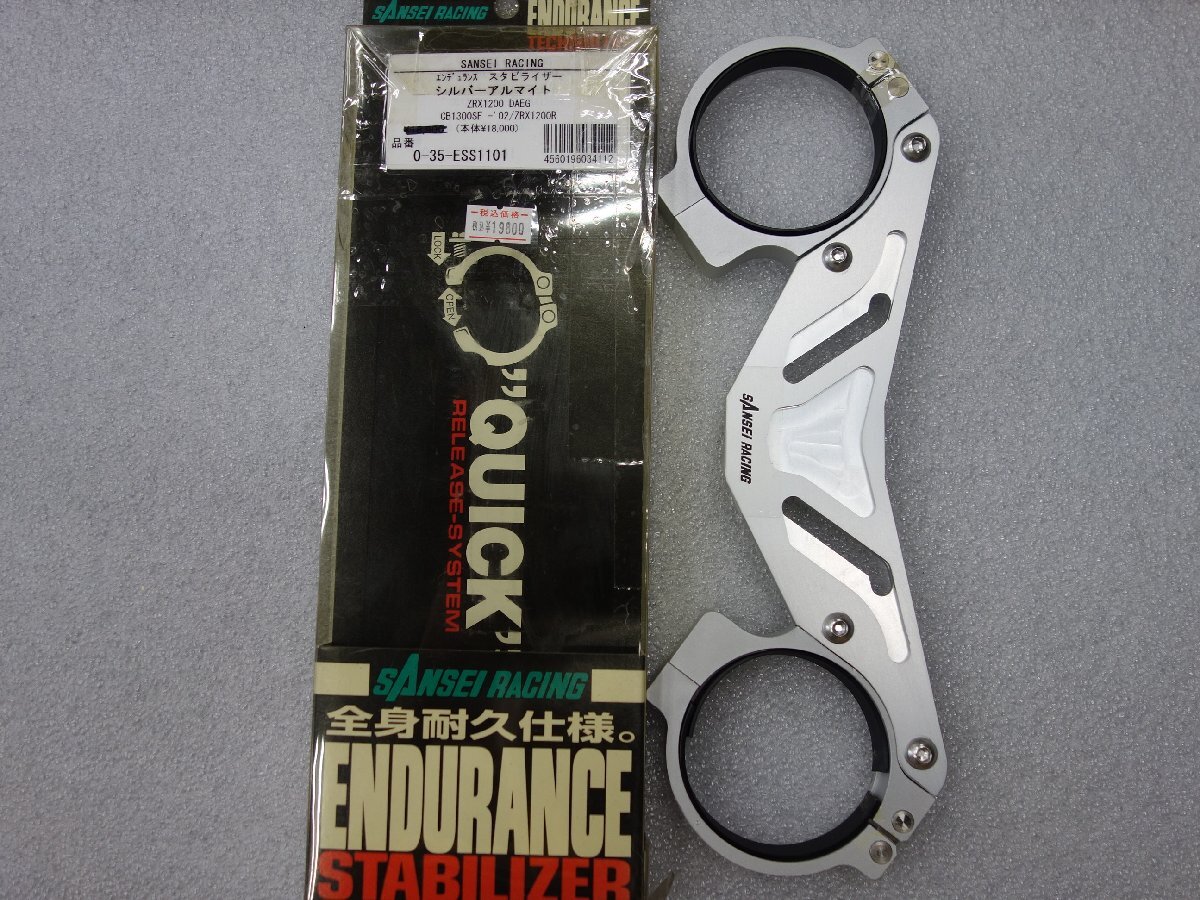 SANSEI RACING
ENDURANCE
SANSEI RACING
エンデュランス スタビライザー
シルバーアルマイト
ZRX1200 DAEG
CB1300SF -'02/ZRX1200R
(本体¥18,000)
品番
0-35-ESS1101
4560196034112
税込価格
¥19800
LOCK
OPEN
"QUICK"
RELEASE-SYSTEM
SANSEI RACING
全身耐久仕様。
ENDURANCE
STABILIZER
SANSEI RACING